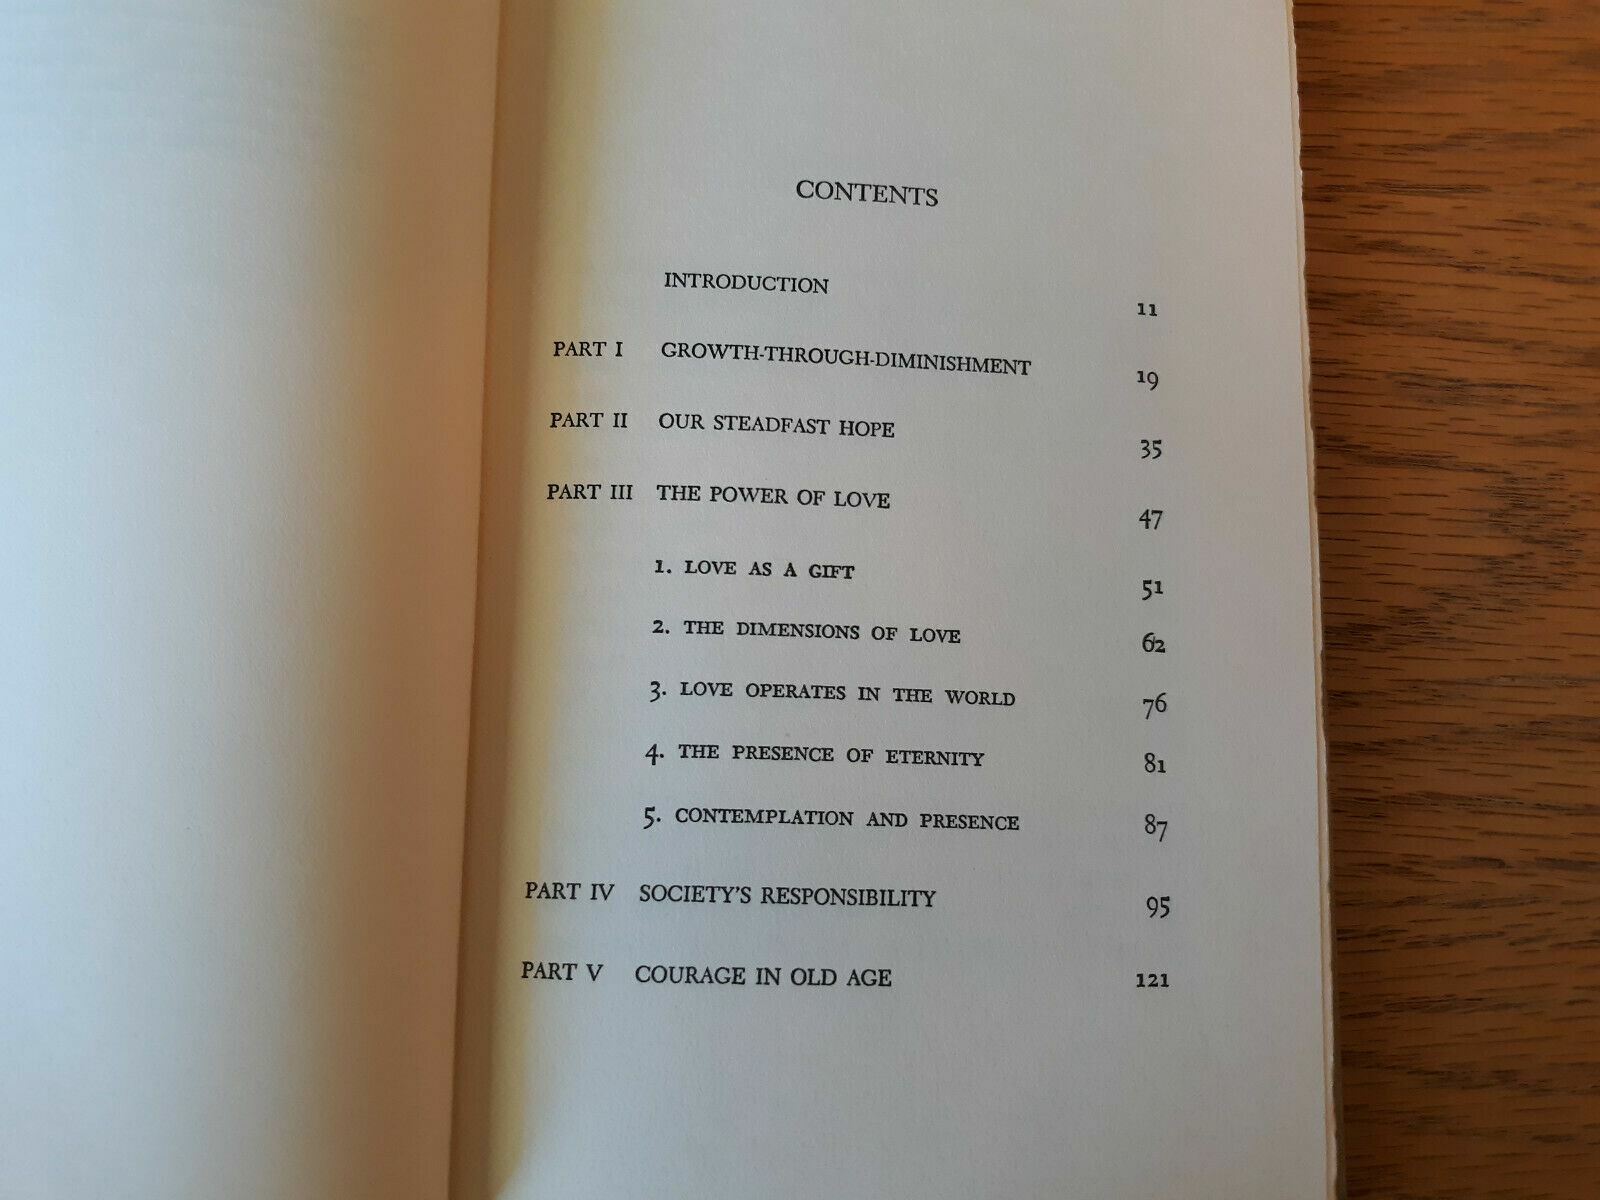 CONTENTS
INTRODUCTION 11
PART I GROWTH-THROUGH-DIMINISHMENT 19
PART II OUR STEADFAST HOPE 35
PART III THE POWER OF LOVE 47
1. LOVE AS A GIFT 51
2. THE DIMENSIONS OF LOVE 62
3. LOVE OPERATES IN THE WORLD 76
4. THE PRESENCE OF ETERNITY 81
5. CONTEMPLATION AND PRESENCE 87
PART IV SOCIETY'S RESPONSIBILITY 95
PART V COURAGE IN OLD AGE 121